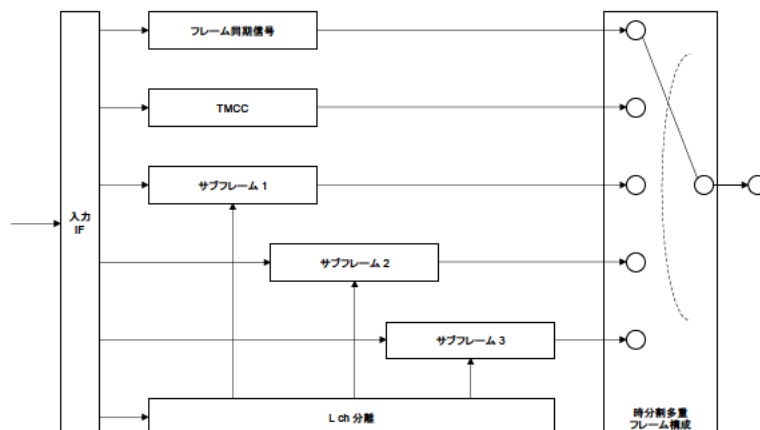 フレーム同期信号
TMCC
サブフレーム 1
入力
IF
サブフレーム 2
サブフレーム 3
L ch 分離
時分割多重
フレーム構成